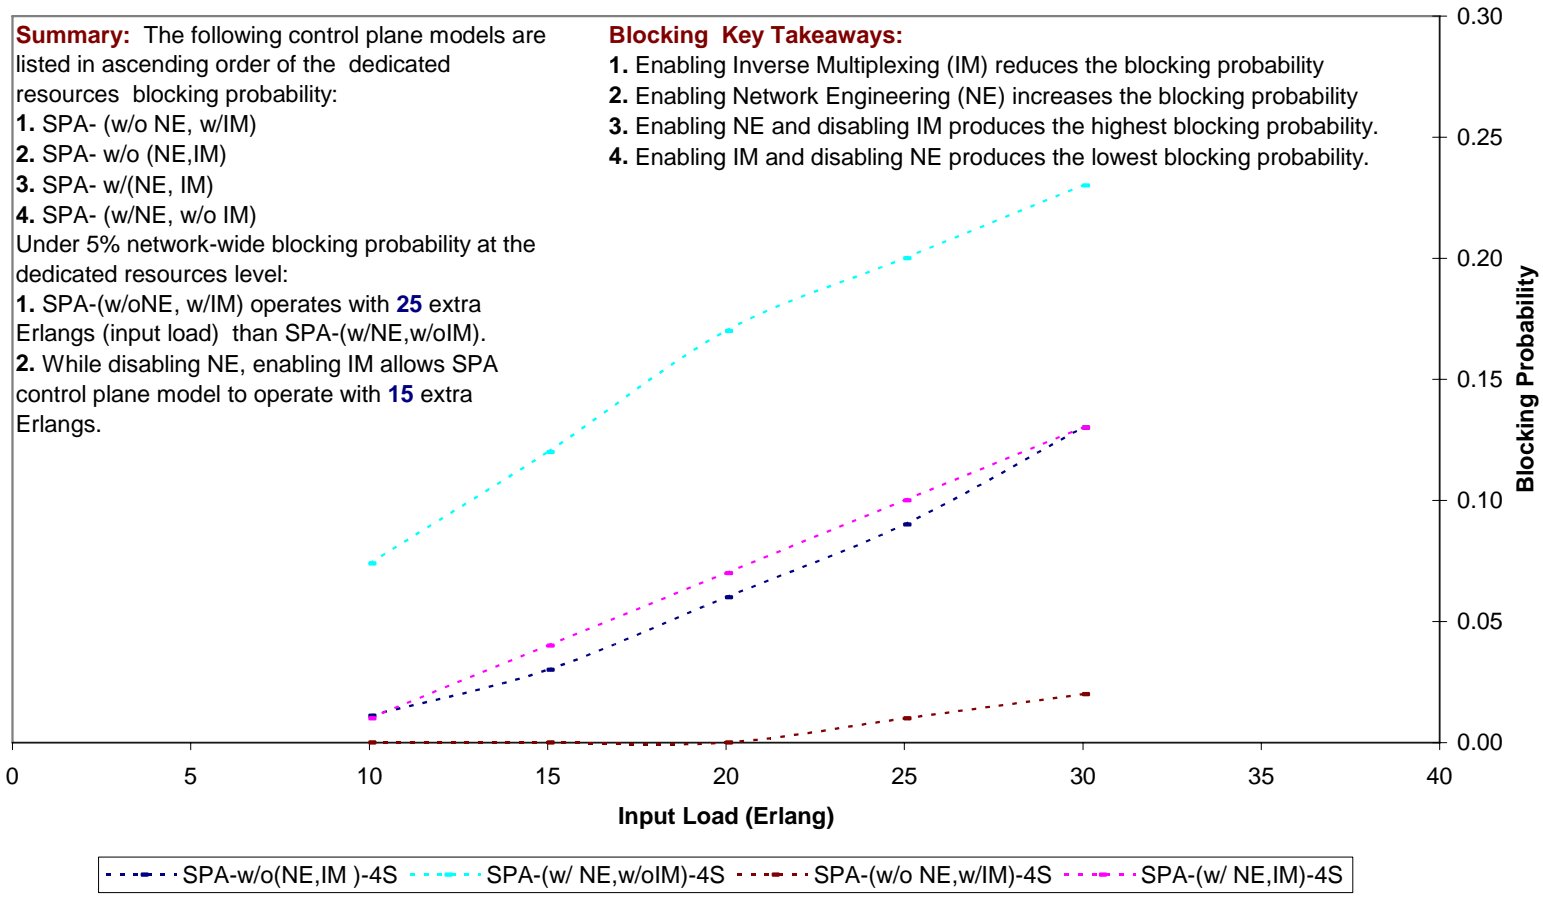 Summary: The following control plane models are
listed in ascending order of the dedicated
resources blocking probability:
1. SPA- (w/o NE, w/IM)
2. SPA- w/o (NE,IM)
3. SPA- w/(NE, IM)
4. SPA- (w/NE, w/o IM)
Under 5% network-wide blocking probability at the
dedicated resources level:
1. SPA-(w/oNE, w/IM) operates with 25 extra
Erlangs (input load) than SPA-(w/NE,w/oIM).
2. While disabling NE, enabling IM allows SPA
control plane model to operate with 15 extra
Erlangs.
Blocking Key Takeaways:
1. Enabling Inverse Multiplexing (IM) reduces the blocking probability
2. Enabling Network Engineering (NE) increases the blocking probability
3. Enabling NE and disabling IM produces the highest blocking probability.
4. Enabling IM and disabling NE produces the lowest blocking probability.
0.30
0.25
0.20
0.15
0.10
0.05
0.00
Blocking Probability
0 5 10 15 20 25 30 35 40
Input Load (Erlang)
SPA-w/o(NE,IM )-4S SPA-(w/ NE,w/oIM)-4S SPA-(w/o NE,w/IM)-4S SPA-(w/ NE,IM)-4S